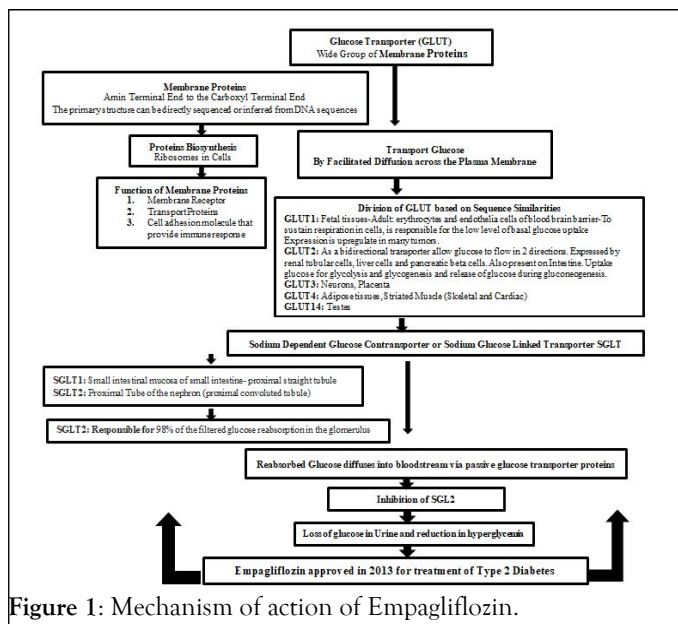 Glucose Transporter (GLUT)
Wide Group of Membrane Proteins
Membrane Proteins
Amin Terminal End to the Carboxyl Terminal End
The primary structure can be directly sequenced or inferred from DNA sequences
Proteins Biosynthesis
Ribosomes in Cells
Transport Glucose
By Facilitated Diffusion across the Plasma Membrane
Function of Membrane Proteins
1. Membrane Receptor
2. Transport Proteins
3. Cell adhesion molecule that
provide immune response
Division of GLUT based on Sequence Similarities
GLUT1: Fetal tissues-Adult: erythrocytes and endothelia cells of blood brain barrier-To
sustain respiration in cells, is responsible for the low level of basal glucose uptake
Expression is upregulate in many tumors.
GLUT2: As a bidirectional transporter allow glucose to flow in 2 directions. Expressed by
renal tubular cells, liver cells and pancreatic beta cells. Also present on Intestine. Uptake
glucose for glycolysis and glycogenesis and release of glucose during gluconeogenesis.
GLUT3: Neurons, Placenta
GLUT4: Adipose tissues, Striated Muscle (Skeletal and Cardiac)
GLUT14: Testes
Sodium Dependent Glucose Contransporter or Sodium Glucose Linked Transporter SGLT
SGLT1: Small intestinal mucosa of small intestine- proximal straight tubule
SGLT2: Proximal Tube of the nephron (proximal convoluted tubule)
SGLT2: Responsible for 98% of the filtered glucose reabsorption in the glomerulus
Reabsorbed Glucose diffuses into bloodstream via passive glucose transporter proteins
Inhibition of SGL2
Loss of glucose in Urine and reduction in hyperglycemia
Empagliflozin approved in 2013 for treatment of Type 2 Diabetes
Figure 1: Mechanism of action of Empagliflozin.